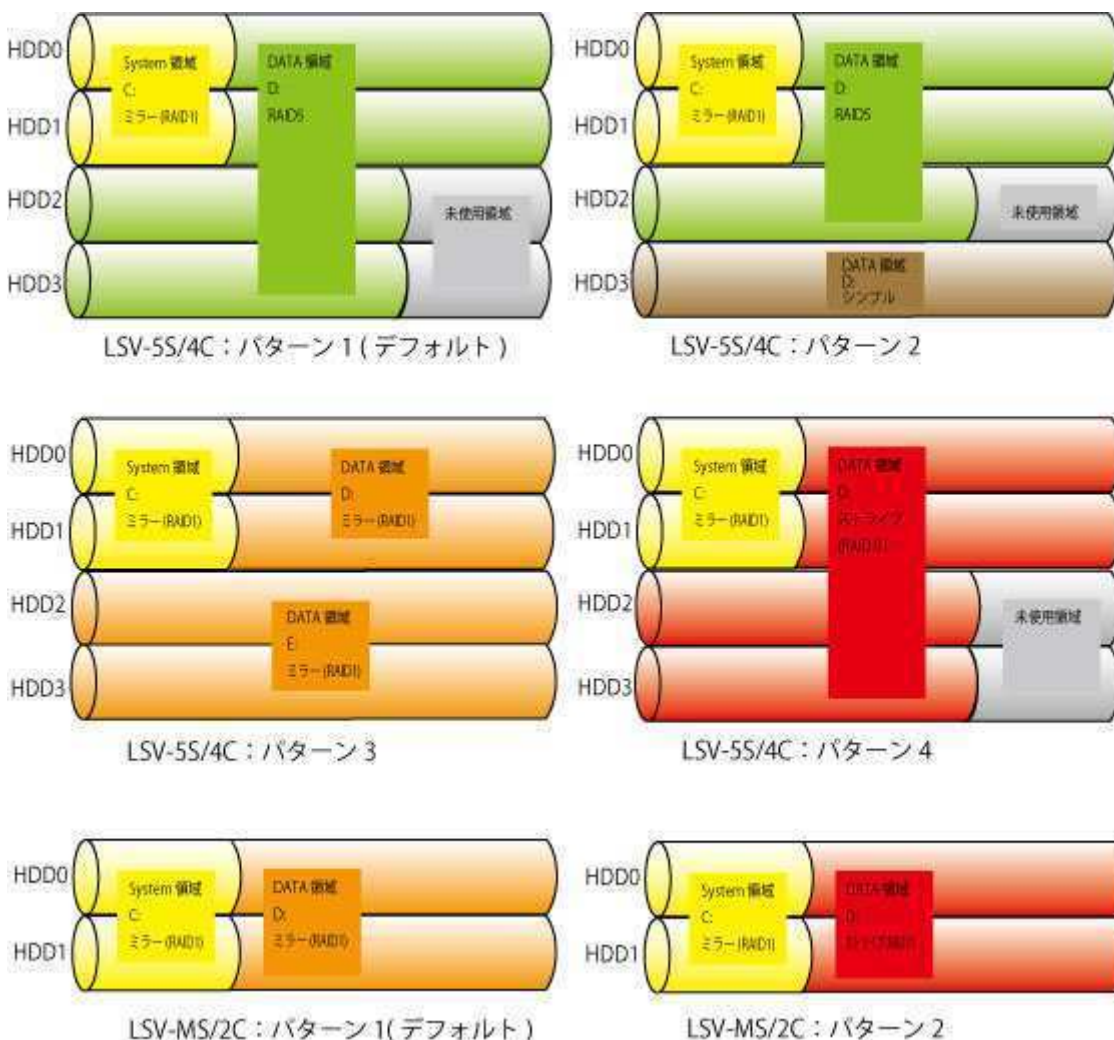 HDD0
System 領域
C:
ミラー(RAID1)
DATA 領域
D:
RAID5
HDD1
HDD2
未使用領域
HDD3
LSV-5S/4C：パターン 1 ( デフォルト )
HDD0
System 領域
C:
ミラー(RAID1)
DATA 領域
D:
RAID5
HDD1
HDD2
未使用領域
HDD3
DATA 領域
D:
シンプル
LSV-5S/4C：パターン 2
HDD0
System 領域
C:
ミラー(RAID1)
DATA 領域
D:
ミラー(RAID1)
HDD1
HDD2
DATA 領域
E:
ミラー(RAID1)
HDD3
LSV-5S/4C：パターン 3
HDD0
System 領域
C:
ミラー(RAID1)
DATA 領域
D:
ストライプ
HDD1
HDD2
未使用領域
HDD3
LSV-5S/4C：パターン 4
HDD0
System 領域
C:
ミラー(RAID1)
DATA 領域
D:
ミラー(RAID1)
HDD1
LSV-MS/2C：パターン 1( デフォルト )
HDD0
System 領域
C:
ミラー(RAID1)
DATA 領域
D:
HDD1
LSV-MS/2C：パターン 2